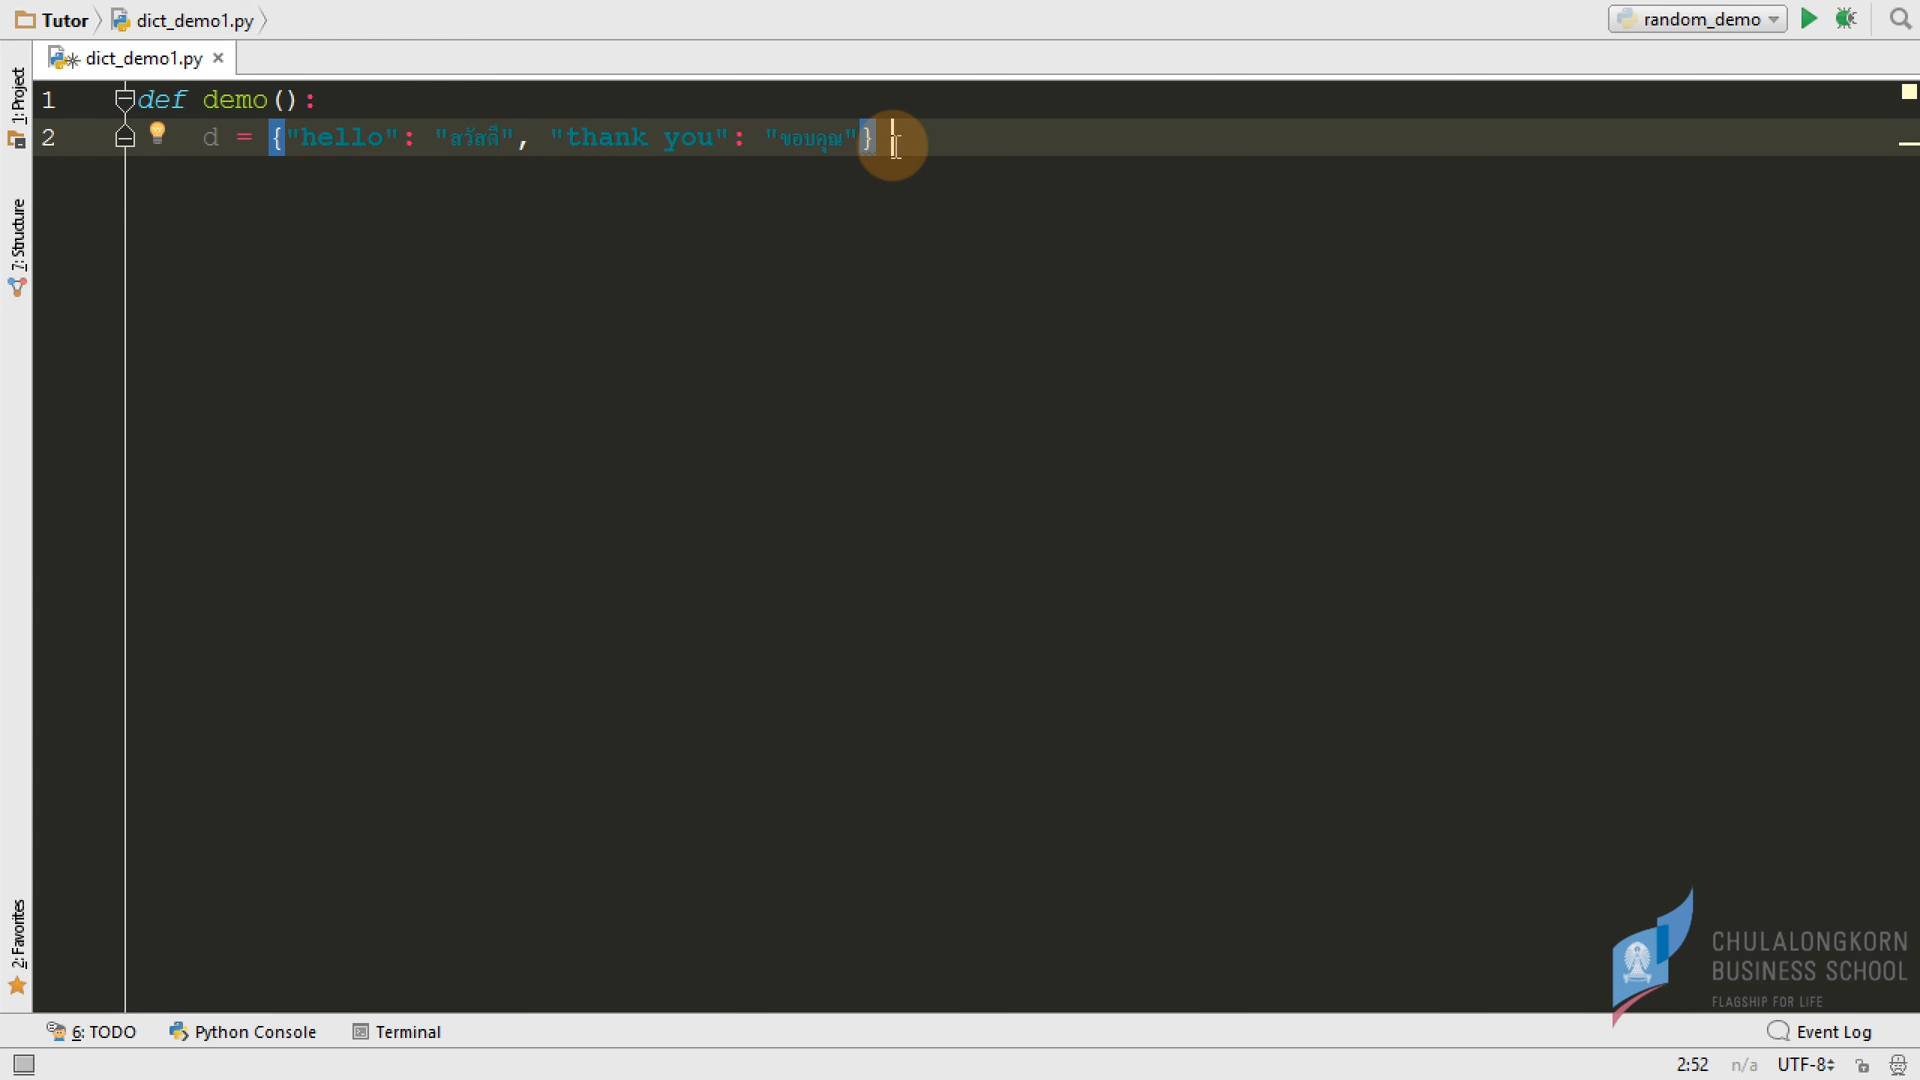 Tutor dict_demo1.py random_demo
dict_demo1.py
1: Project
7: Structure
2: Favorites
1 def demo():
2 d = {"hello": "สวัสดี", "thank you": "ขอบคุณ"}
CHULALONGKORN
BUSINESS SCHOOL
FLAGSHIP FOR LIFE
6: TODO Python Console Terminal Event Log
2:52 n/a UTF-8